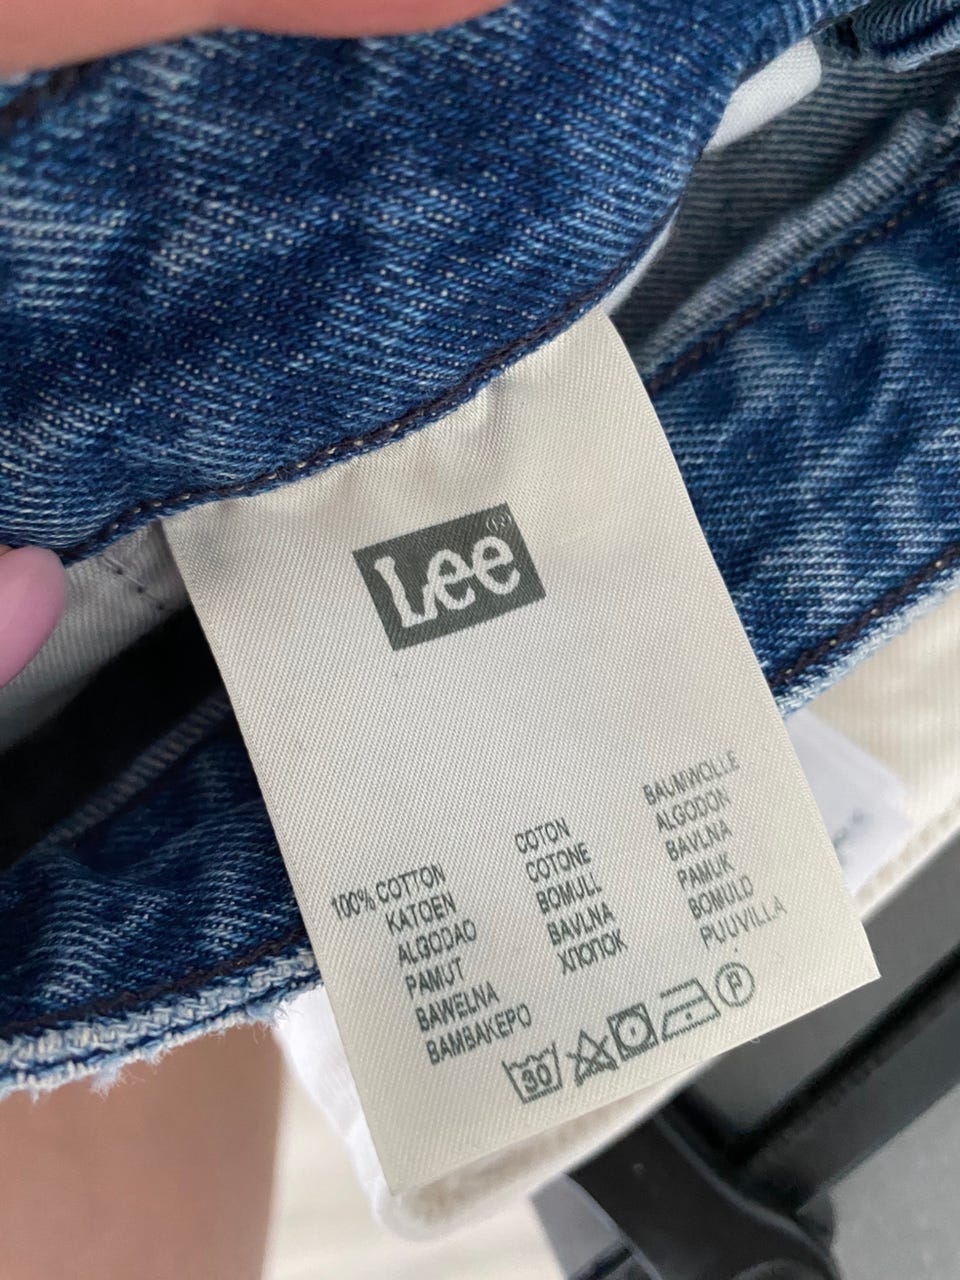 Lee®
100% COTTON
KATOEN
ALGODAO
PAMUT
BAWELNA
BAMBAKEPO
COTON
COTONE
BOMULL
BAVLNA
ХЛОПОК
BAUMWOLLE
ALGODON
BAVLNA
PAMUK
BOMULD
PUUVILLA
30
P